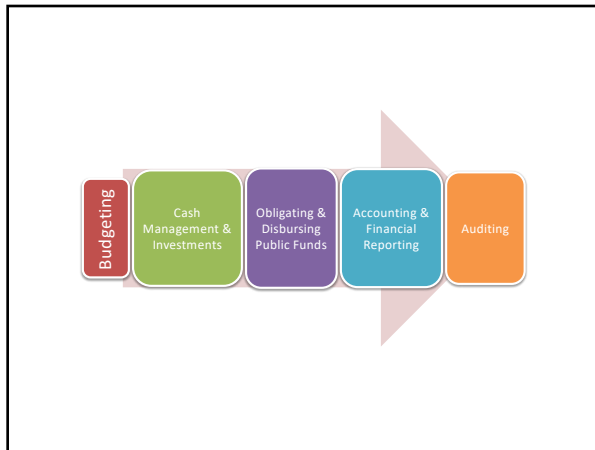 Budgeting
Cash
Management &
Investments
Obligating &
Disbursing
Public Funds
Accounting &
Financial
Reporting
Auditing